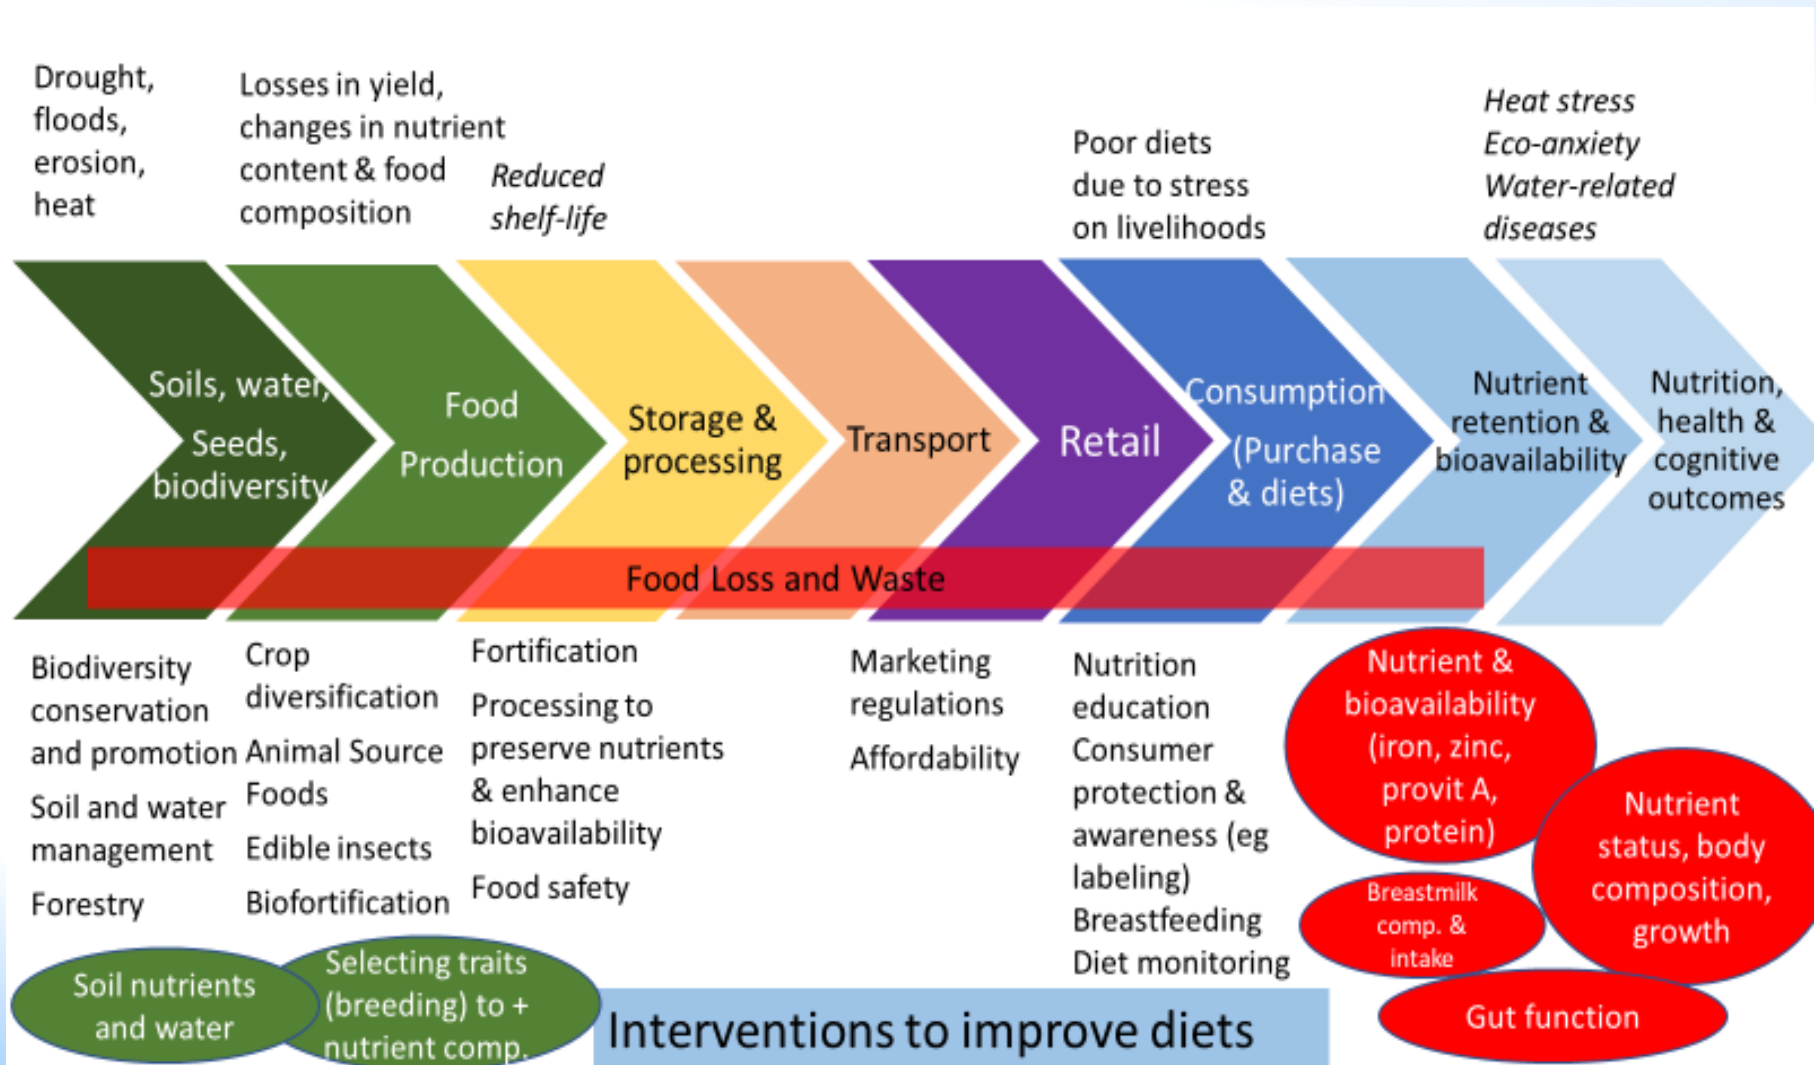 Drought,
floods,
erosion,
heat
Losses in yield,
changes in nutrient
content & food
composition
Reduced
shelf-life
Poor diets
due to stress
on livelihoods
Heat stress
Eco-anxiety
Water-related
diseases
Soils, water,
Seeds,
biodiversity
Food
Production
Storage &
processing
Transport
Retail
Consumption
(Purchase
& diets)
Nutrient
retention &
bioavailability
Nutrition,
health &
cognitive
outcomes
Food Loss and Waste
Biodiversity
conservation
and promotion
Soil and water
management
Forestry
Crop
diversification
Animal Source
Foods
Edible insects
Biofortification
Fortification
Processing to
preserve nutrients
& enhance
bioavailability
Food safety
Marketing
regulations
Affordability
Nutrition
education
Consumer
protection &
awareness (eg
labeling)
Breastfeeding
Diet monitoring
Nutrient &
bioavailability
(iron, zinc,
provit A,
protein)
Nutrient
status, body
composition,
growth
Breastmilk
comp. &
intake
Gut function
Soil nutrients
and water
Selecting traits
(breeding) to +
nutrient comp.
Interventions to improve diets